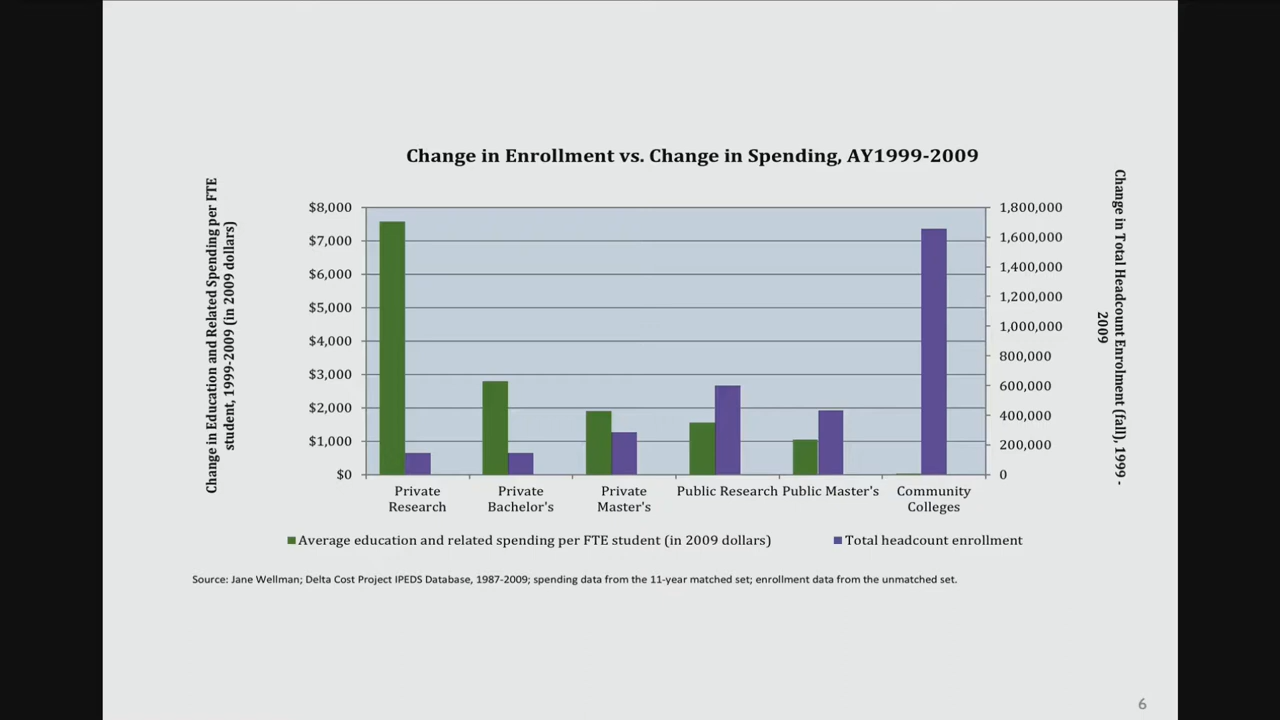 Change in Enrollment vs. Change in Spending, AY1999-2009
Change in Education and Related Spending per FTE
student, 1999-2009 (in 2009 dollars)
$8,000
$7,000
$6,000
$5,000
$4,000
$3,000
$2,000
$1,000
$0
1,800,000
1,600,000
1,400,000
1,200,000
1,000,000
800,000
600,000
400,000
200,000
0
Change in Total Headcount Enrolment (fall), 1999 -
2009
Private
Research
Private
Bachelor's
Private
Master's
Public Research
Public Master's
Community
Colleges
Average education and related spending per FTE student (in 2009 dollars)
Total headcount enrollment
Source: Jane Wellman; Delta Cost Project IPEDS Database, 1987-2009; spending data from the 11-year matched set; enrollment data from the unmatched set.
6